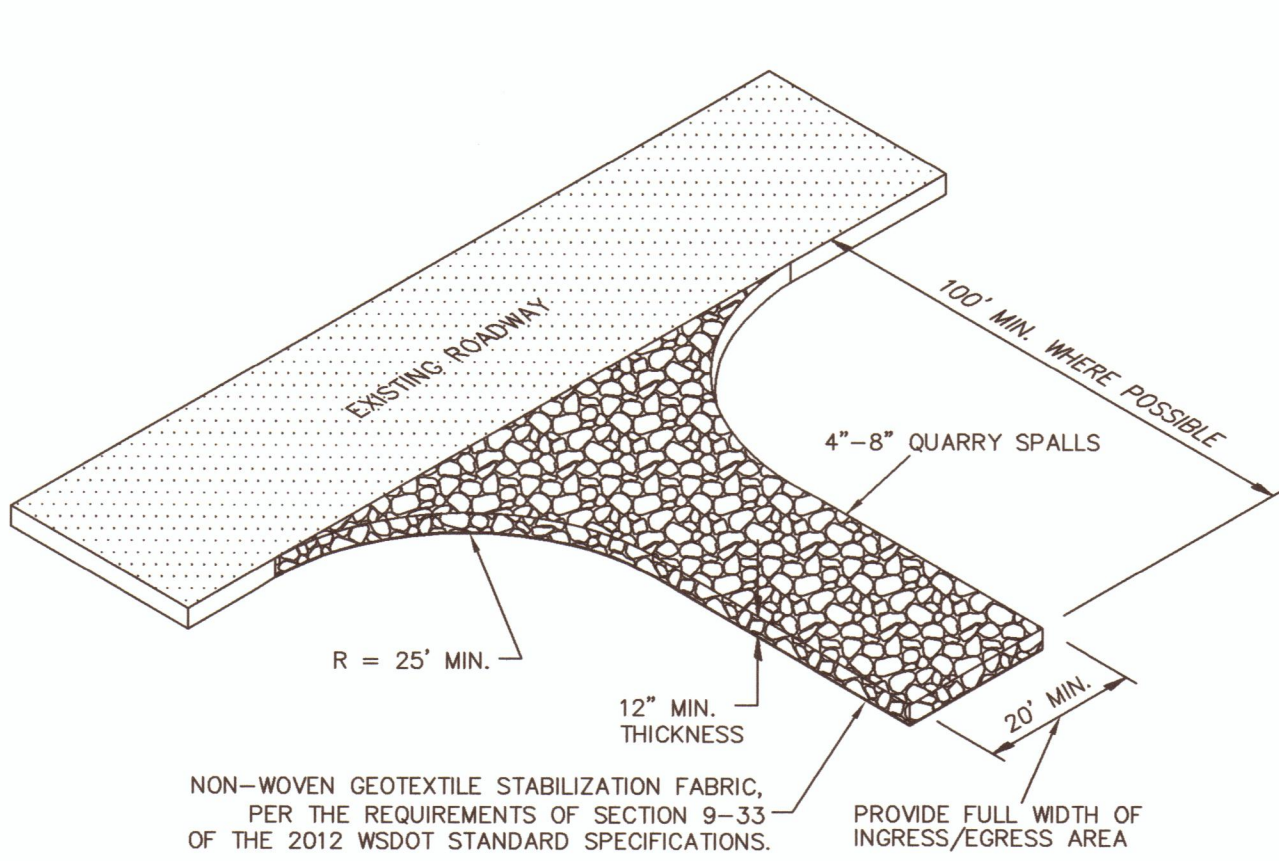 EXISTING ROADWAY
100' MIN. WHERE POSSIBLE
4"-8" QUARRY SPALLS
R = 25' MIN.
12" MIN.
THICKNESS
20' MIN.
NON-WOVEN GEOTEXTILE STABILIZATION FABRIC,
PER THE REQUIREMENTS OF SECTION 9-33
OF THE 2012 WSDOT STANDARD SPECIFICATIONS.
PROVIDE FULL WIDTH OF
INGRESS/EGRESS AREA